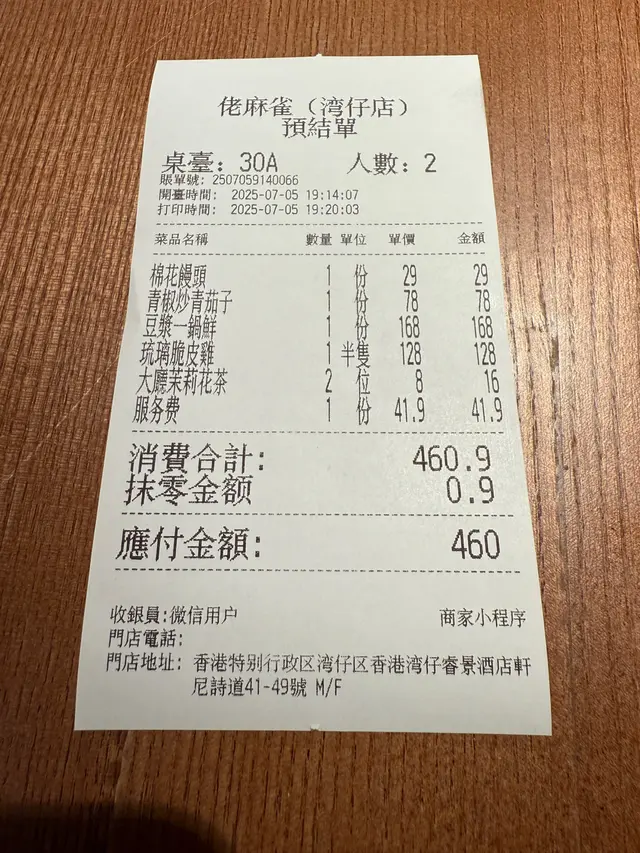 佬麻雀（湾仔店）
預結單
桌臺: 30A 人數: 2
賬單號: 2507059140066
開臺時間: 2025-07-05 19:14:07
打印時間: 2025-07-05 19:20:03
菜品名稱 數量 單位 單價 金額
棉花饅頭 1 份 29 29
青椒炒青茄子 1 份 78 78
豆漿一鍋鮮 1 份 168 168
琉璃脆皮雞 1 半隻 128 128
大廳茉莉花茶 2 位 8 16
服务费 1 份 41.9 41.9
消費合計: 460.9
抹零金额 0.9
應付金額: 460
收銀員:微信用户 商家小程序
門店電話:
門店地址: 香港特别行政区湾仔区香港湾仔睿景酒店軒
尼詩道41-49號 M/F